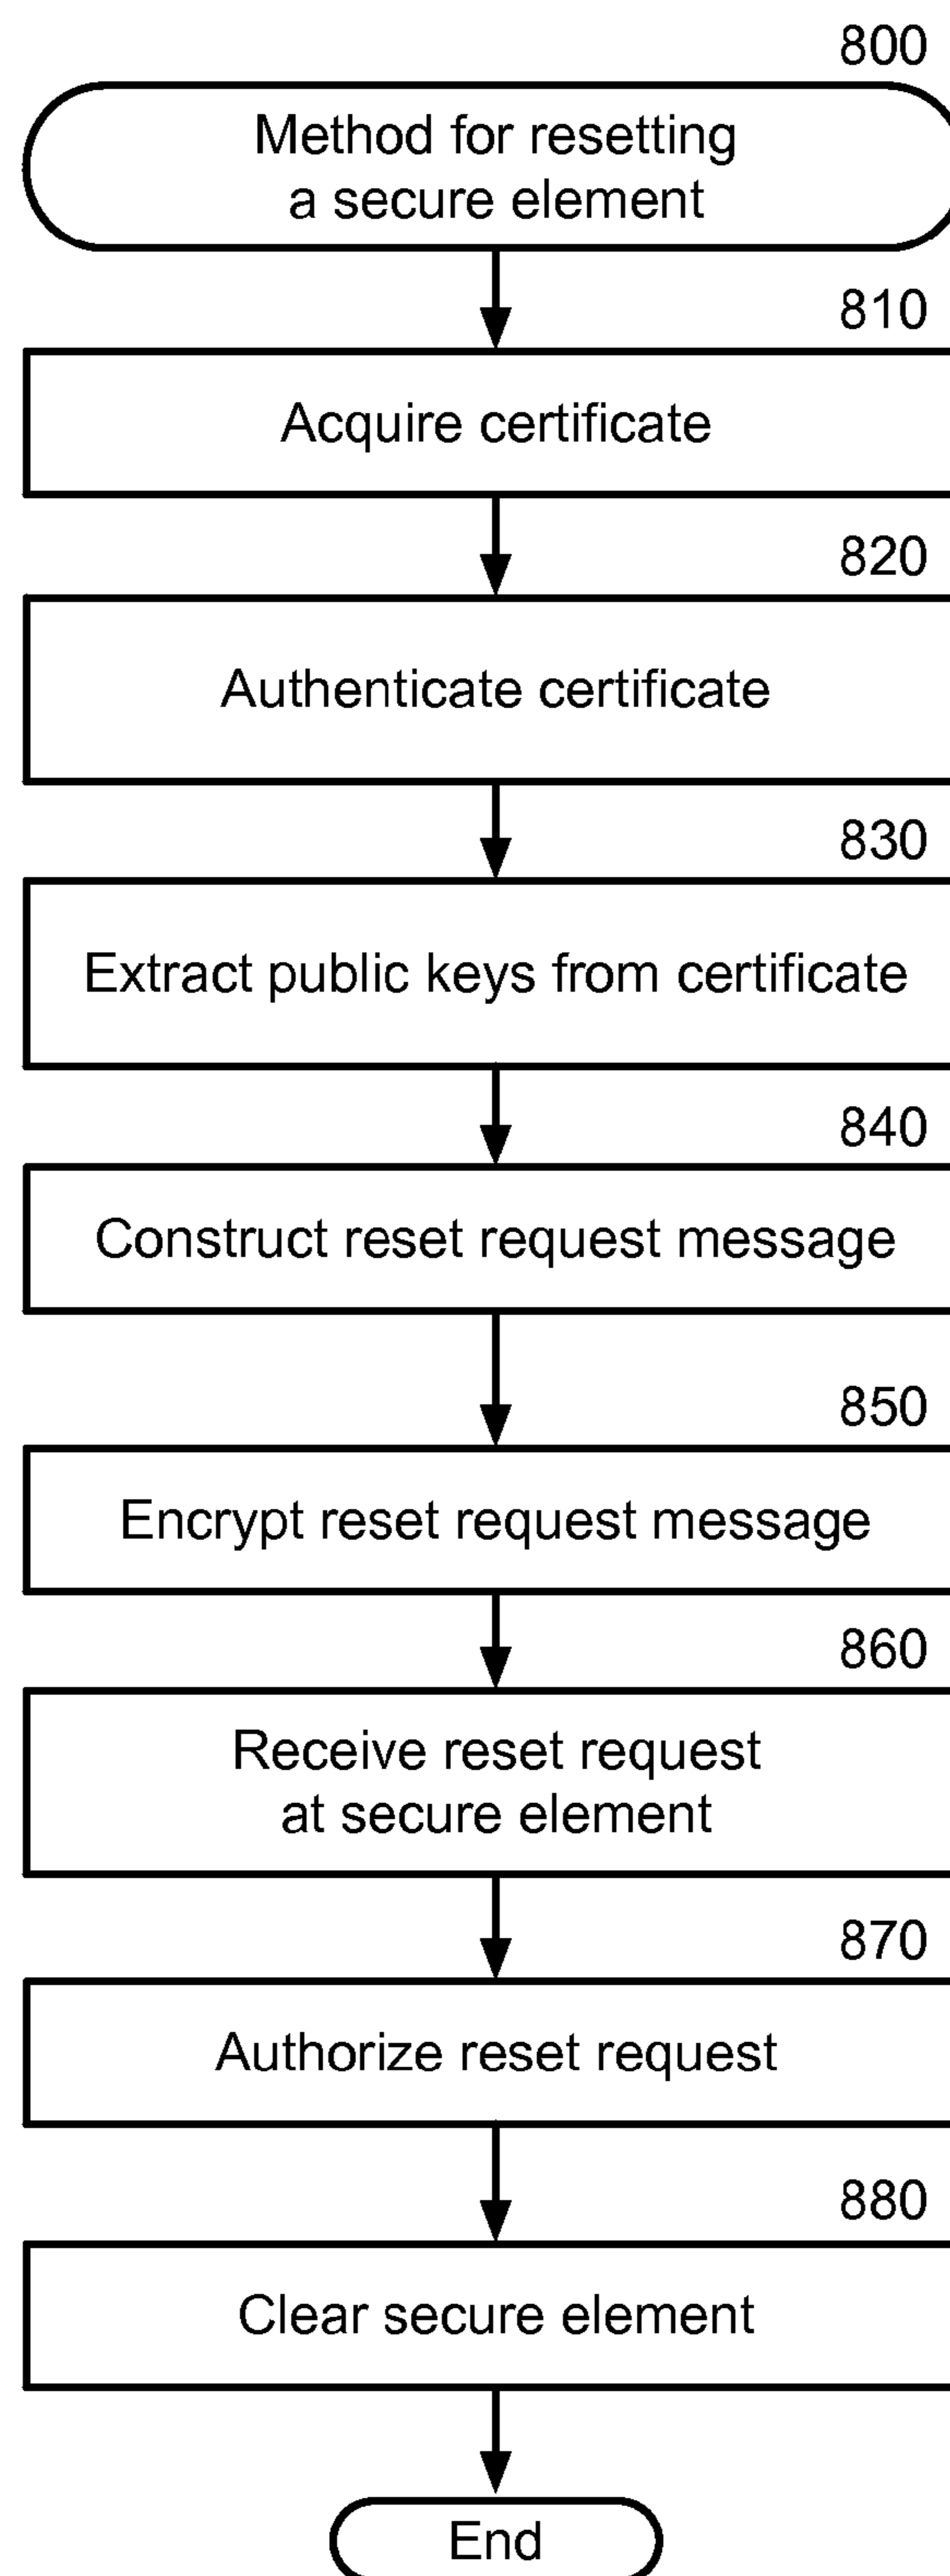 800
Method for resetting
a secure element
810
Acquire certificate
820
Authenticate certificate
830
Extract public keys from certificate
840
Construct reset request message
850
Encrypt reset request message
860
Receive reset request
at secure element
870
Authorize reset request
880
Clear secure element
End